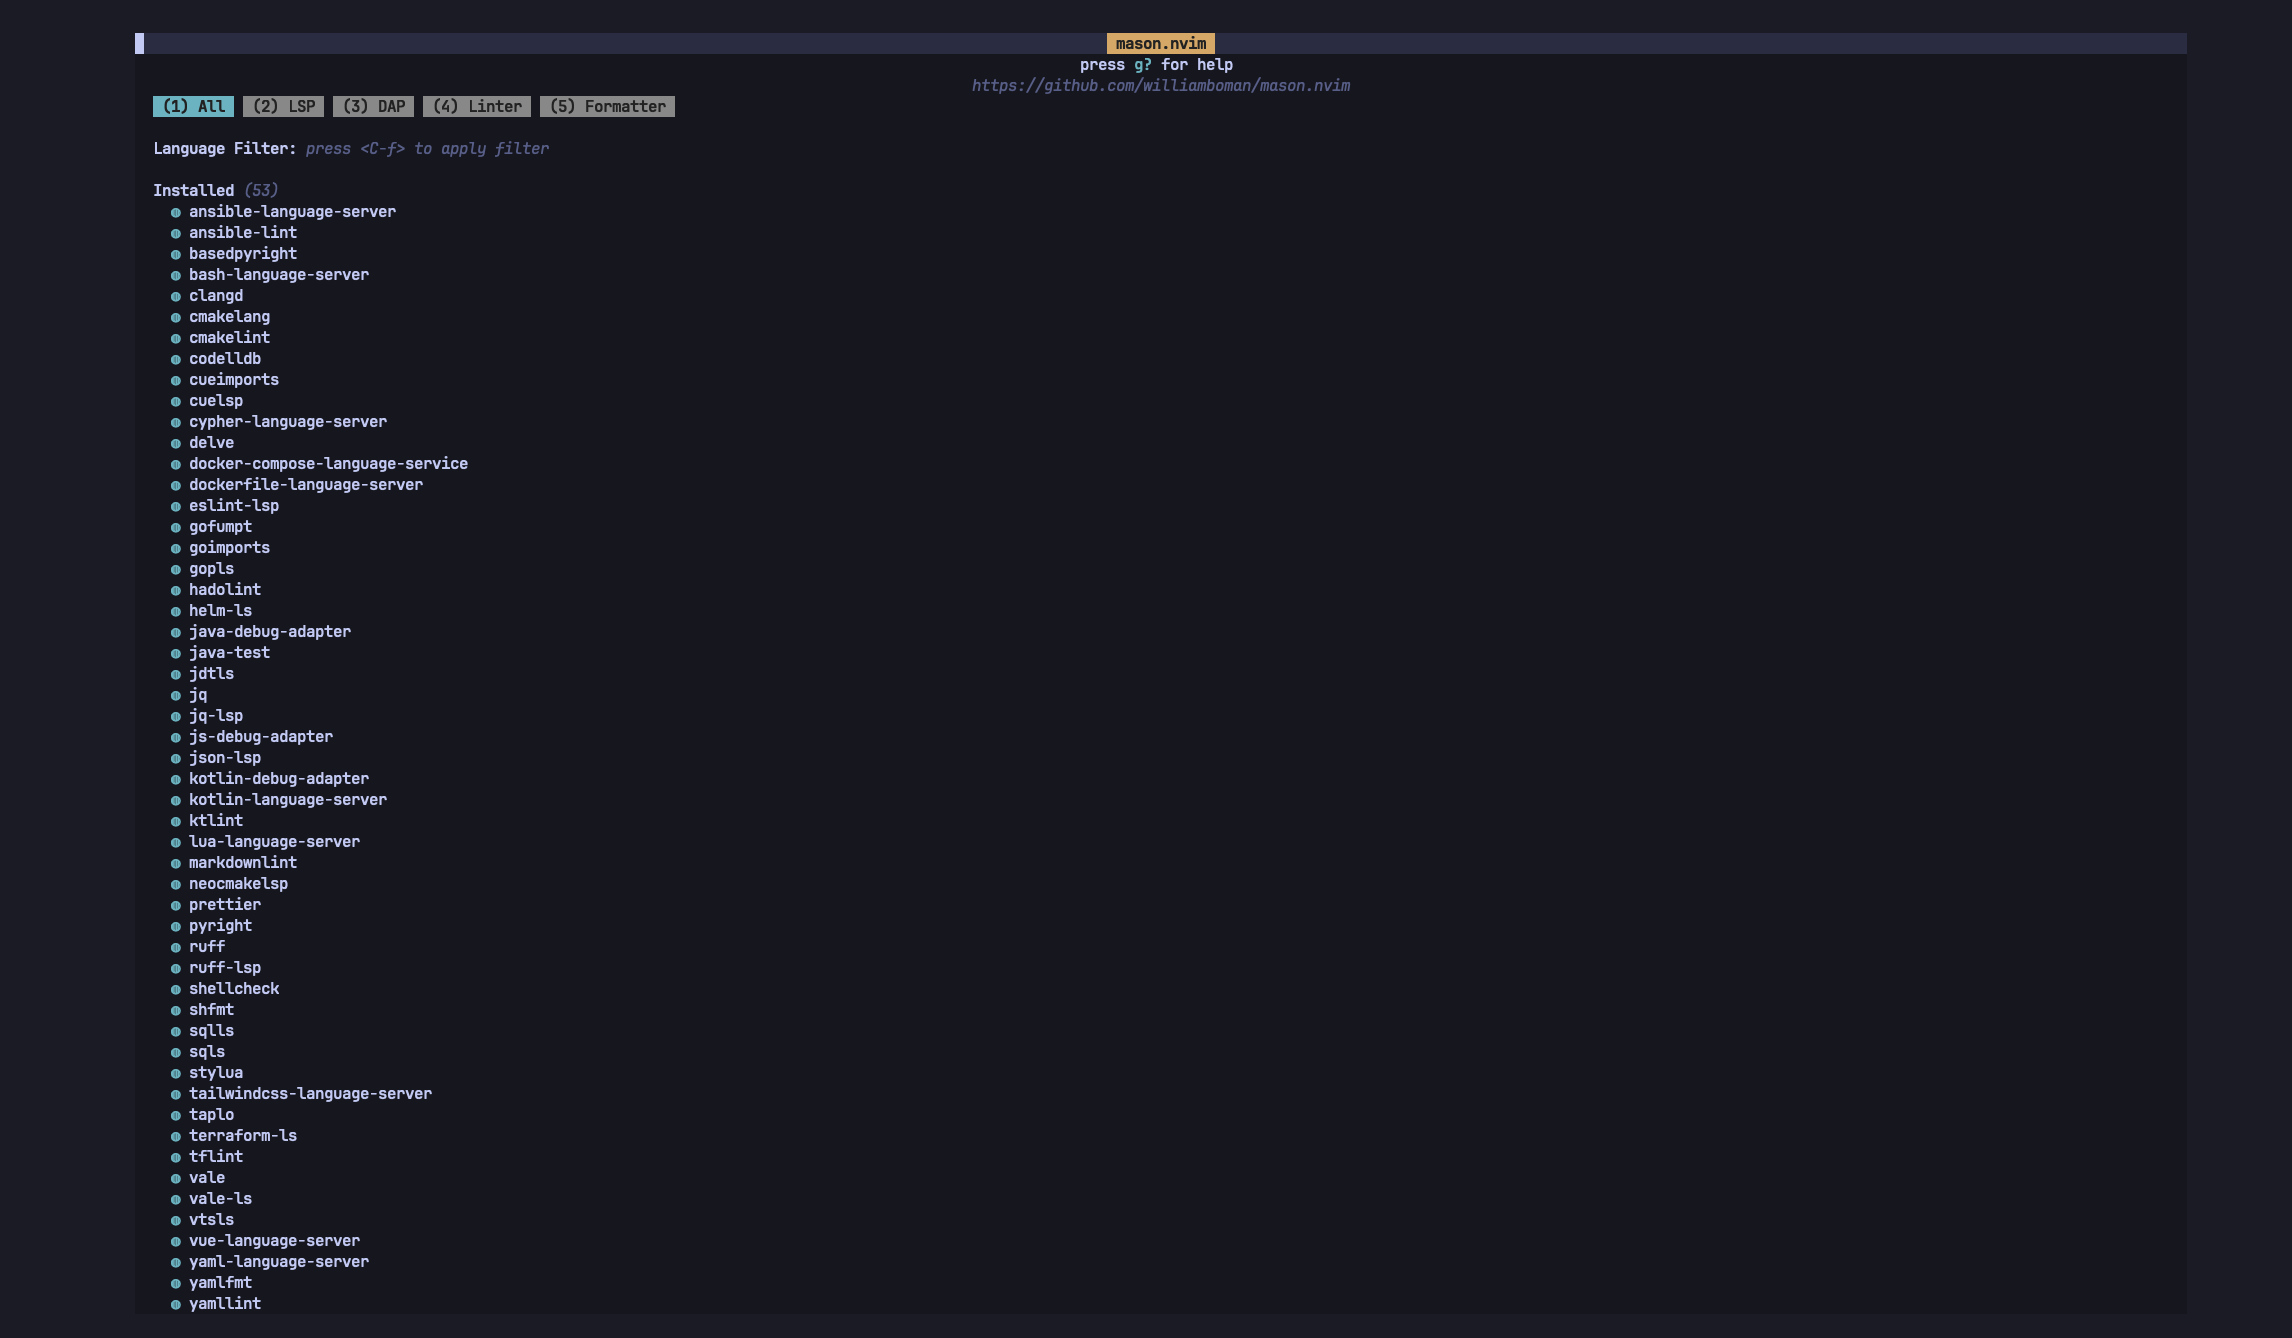 mason.nvim
press g? for help
https://github.com/williamboman/mason.nvim
(1) All (2) LSP (3) DAP (4) Linter (5) Formatter
Language Filter: press <C-f> to apply filter
Installed (53)
ansible-language-server
ansible-lint
basedpyright
bash-language-server
clangd
cmakelang
cmakelint
codelldb
cueimports
cuelsp
cypher-language-server
delve
docker-compose-language-service
dockerfile-language-server
eslint-lsp
gofumpt
goimports
gopls
hadolint
helm-ls
java-debug-adapter
java-test
jdtls
jq
jq-lsp
js-debug-adapter
json-lsp
kotlin-debug-adapter
kotlin-language-server
ktlint
lua-language-server
markdownlint
neocmakelsp
prettier
pyright
ruff
ruff-lsp
shellcheck
shfmt
sqlls
sqls
stylua
tailwindcss-language-server
taplo
terraform-ls
tflint
vale
vale-ls
vtsls
vue-language-server
yaml-language-server
yamlfmt
yamllint